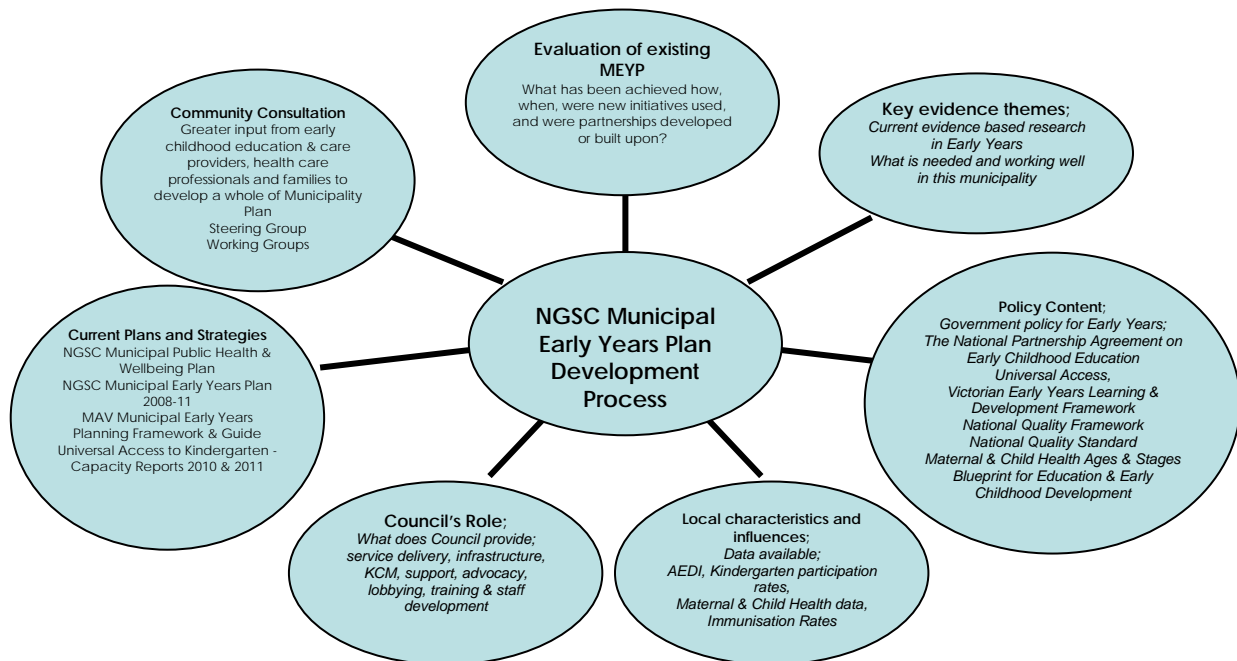 Evaluation of existing
MEYP
What has been achieved how,
when, were new initiatives used,
and were partnerships developed
or built upon?
Community Consultation
Greater input from early
childhood education & care
providers, health care
professionals and families to
develop a whole of Municipality
Plan
Steering Group
Working Groups
Key evidence themes;
Current evidence based research
in Early Years
What is needed and working well
in this municipality
NGSC Municipal
Early Years Plan
Development
Process
Current Plans and Strategies
NGSC Municipal Public Health &
Wellbeing Plan
NGSC Municipal Early Years Plan
2008-11
MAV Municipal Early Years
Planning Framework & Guide
Universal Access to Kindergarten -
Capacity Reports 2010 & 2011
Policy Content;
Government policy for Early Years;
The National Partnership Agreement on
Early Childhood Education
Universal Access,
Victorian Early Years Learning &
Development Framework
National Quality Framework
National Quality Standard
Maternal & Child Health Ages & Stages
Blueprint for Education & Early
Childhood Development
Council's Role;
What does Council provide;
service delivery, infrastructure,
KCM, support, advocacy,
lobbying, training & staff
development
Local characteristics and
influences;
Data available;
AEDI, Kindergarten participation
rates,
Maternal & Child Health data,
Immunisation Rates